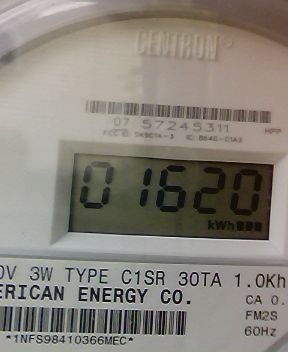 CENTRON®
07 57245311
HPP
01620
kWh
0V 3W TYPE C1SR 30TA 1.0Kh
ERICAN ENERGY CO.
CA 0.
FM2S
60Hz
*1NFS98410366MEC*